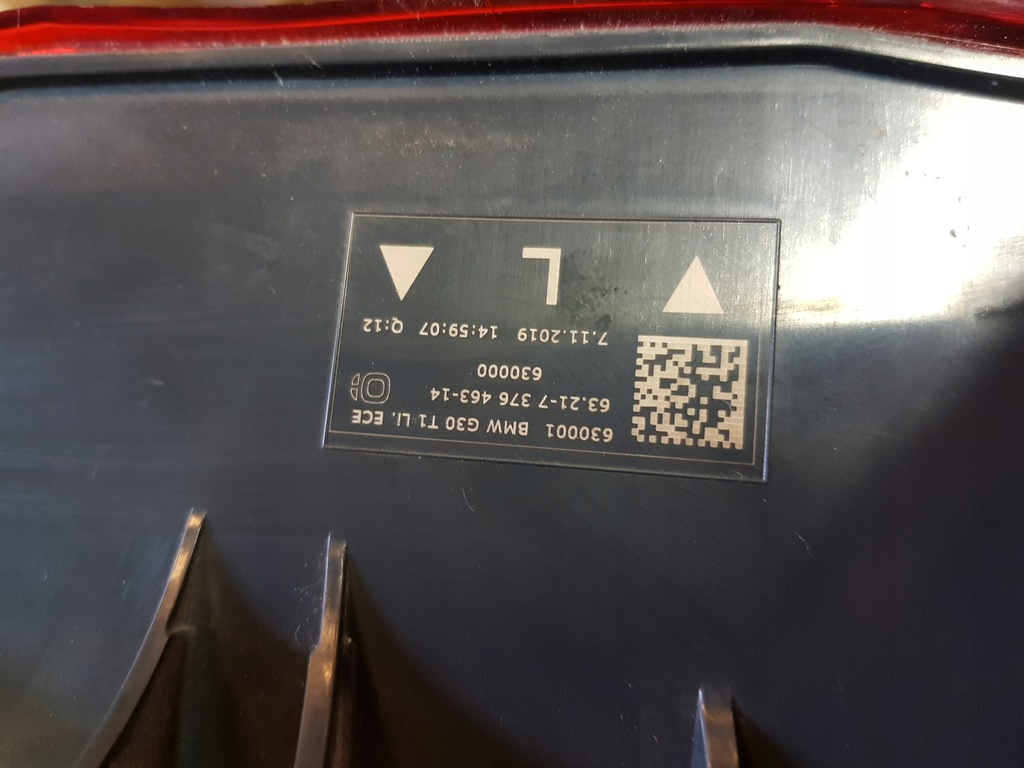 630001 BMW G30 T1 Li. ECE
63.21-7 376 463-14
630000
7.11.2019 14:59:07 Q:12
L